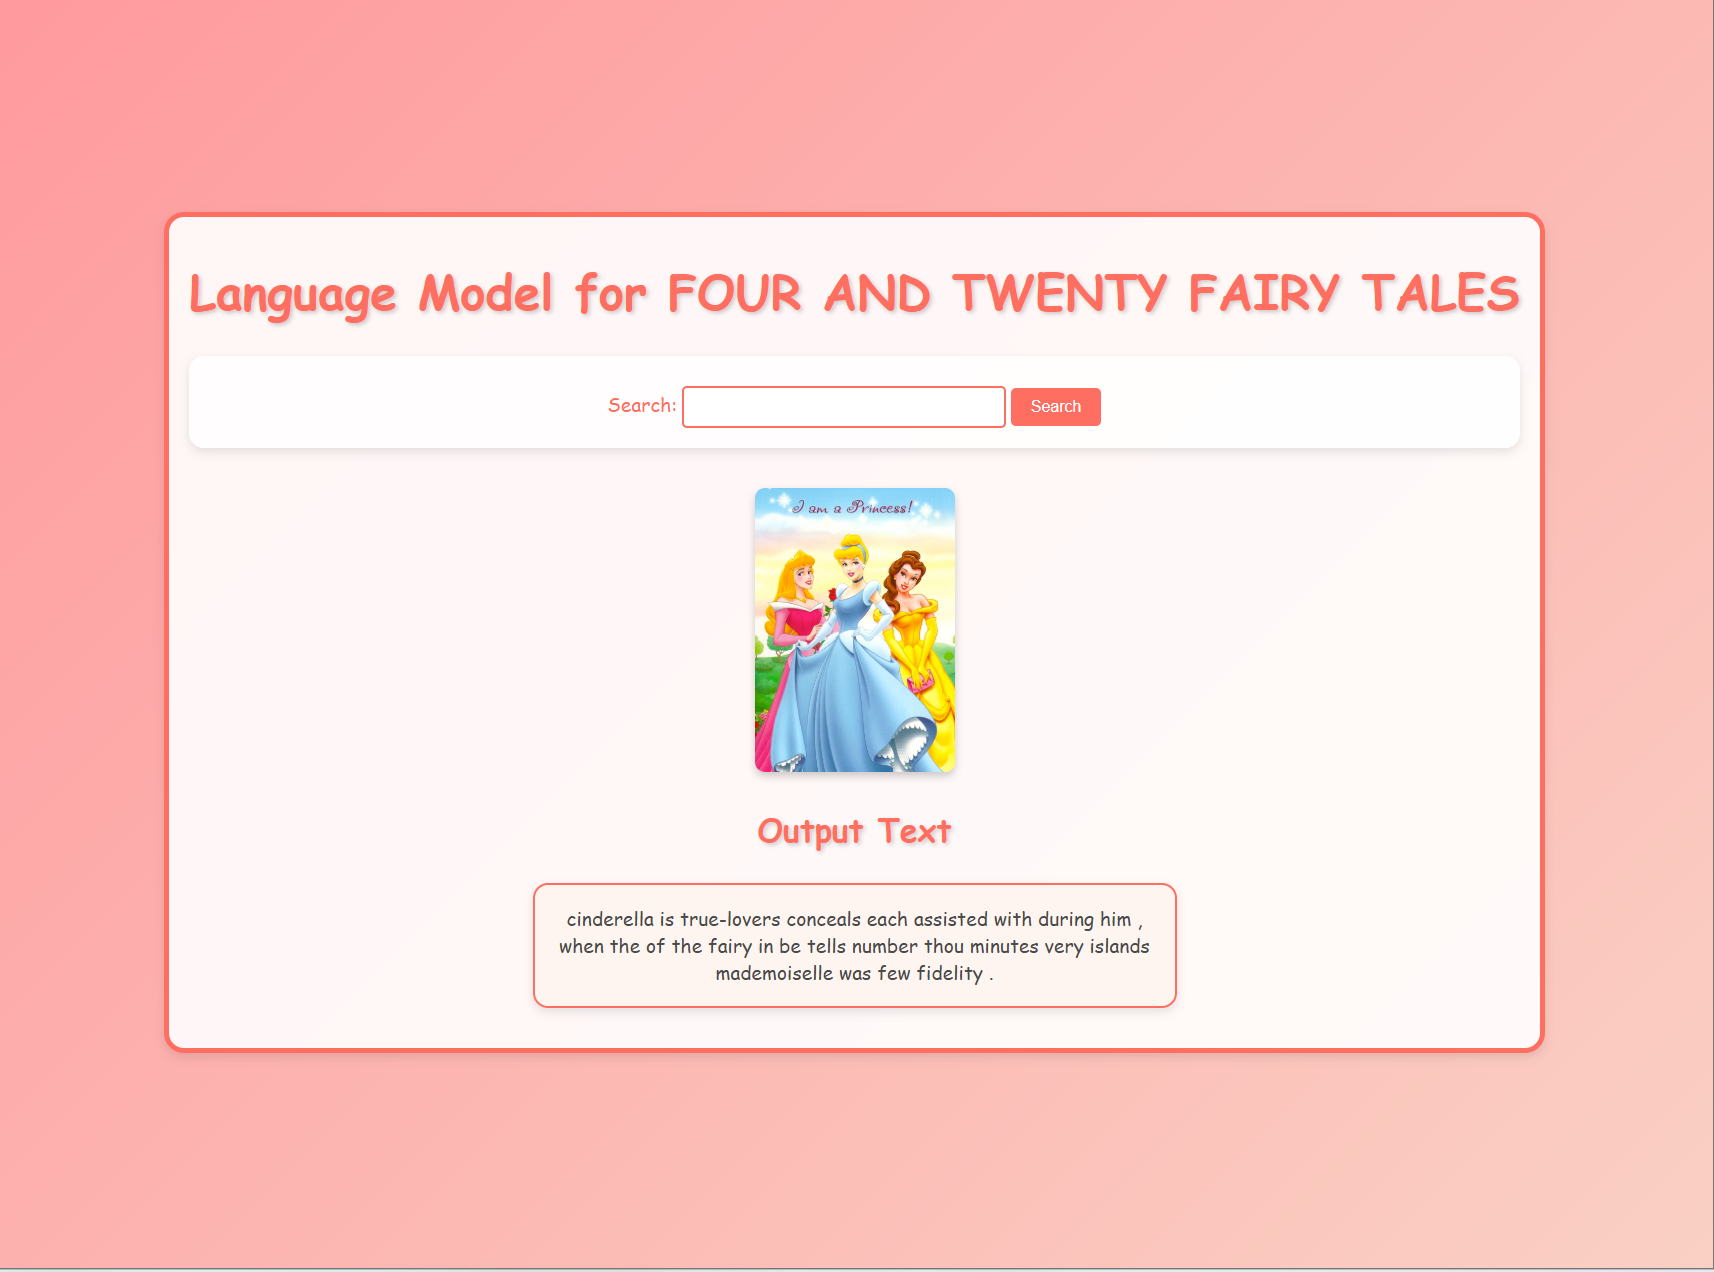 Language Model for FOUR AND TWENTY FAIRY TALES
Search: Search
I am a Princess!
Output Text
cinderella is true-lovers conceals each assisted with during him ,
when the of the fairy in be tells number thou minutes very islands
mademoiselle was few fidelity .